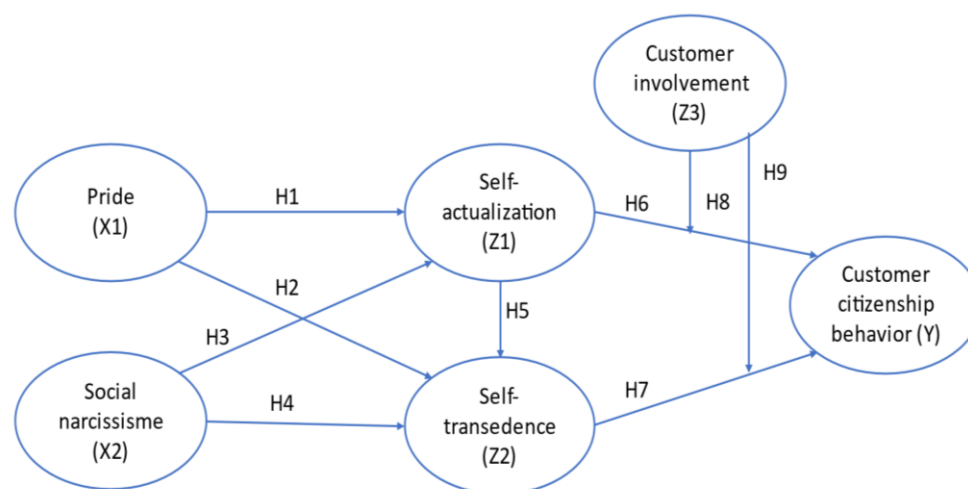 Customer
involvement
(Z3)
Pride
(X1)
H1
Self-
actualization
(Z1)
H6
H8
H9
H2
H3
H5
Customer
citizenship
behavior (Y)
Social
narcissisme
(X2)
H4
Self-
transedence
(Z2)
H7